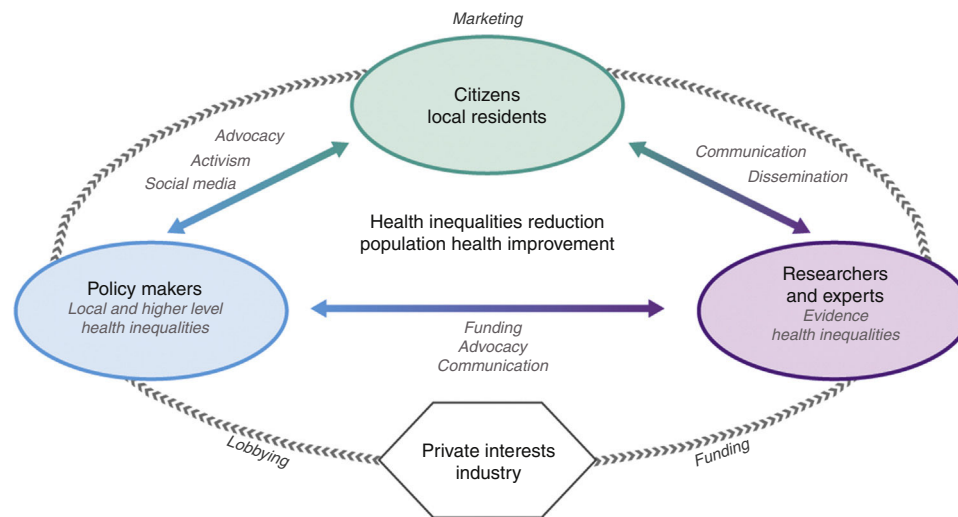 Marketing
Citizens
local residents
Advocacy
Activism
Social media
Communication
Dissemination
Health inequalities reduction
population health improvement
Policy makers
Local and higher level
health inequalities
Researchers
and experts
Evidence
health inequalities
Funding
Advocacy
Communication
Lobbying
Private interests
industry
Funding